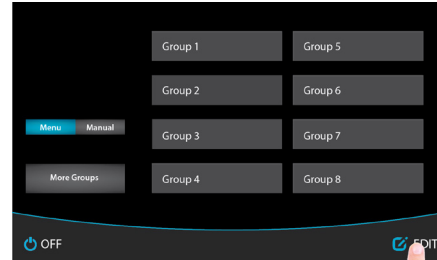 Group 1
Group 5
Group 2
Group 6
Menu
Manual
Group 3
Group 7
More Groups
Group 4
Group 8
OFF
EDIT